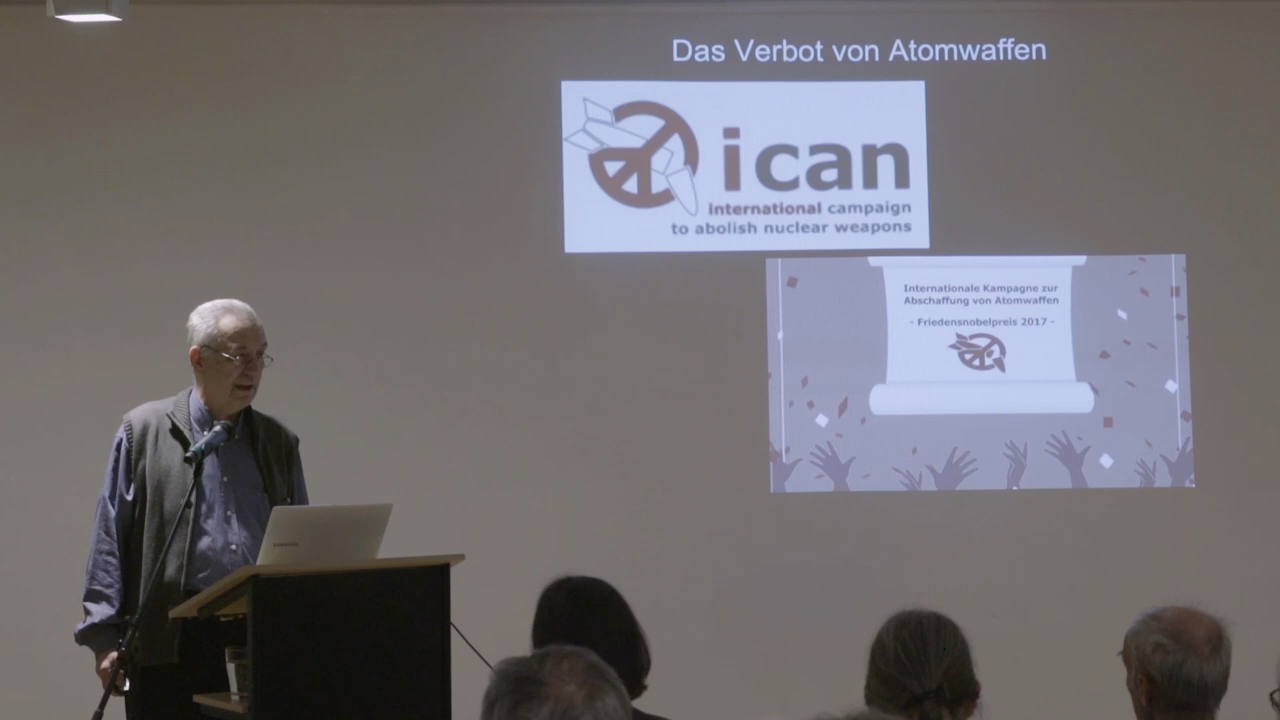 Das Verbot von Atomwaffen
ican
international campaign
to abolish nuclear weapons
Internationale Kampagne zur
Abschaffung von Atomwaffen
- Friedensnobelpreis 2017 -
SAMSUNG